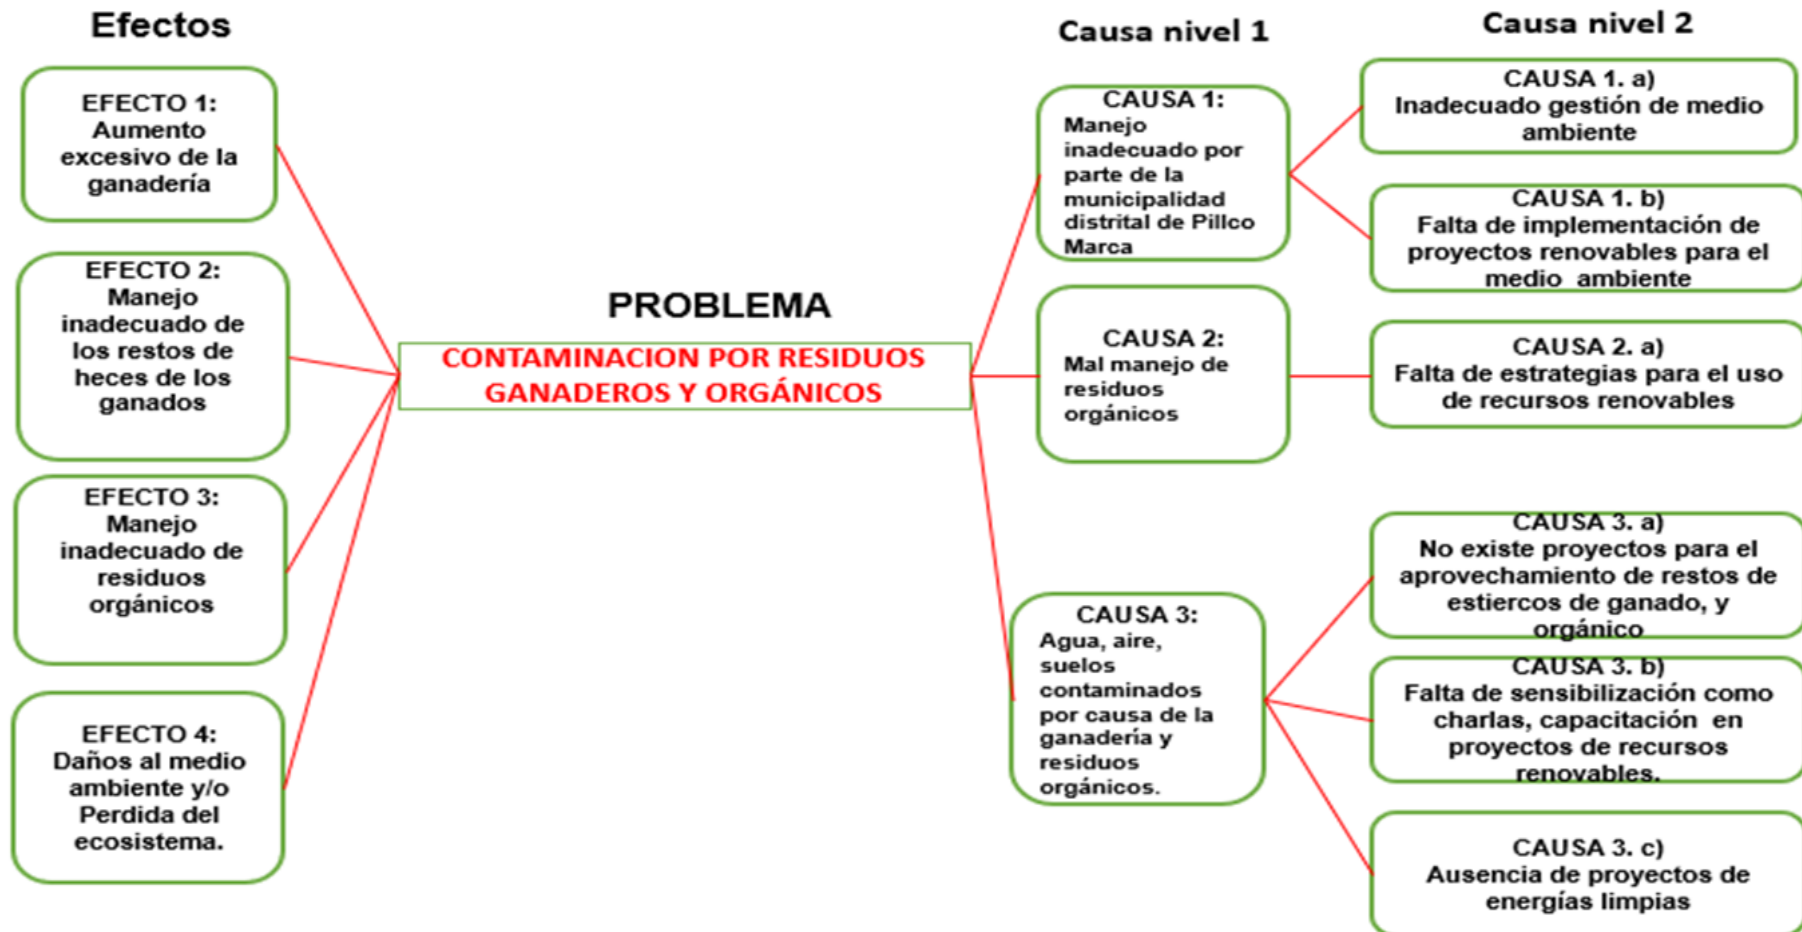 Efectos
EFECTO 1:
Aumento
excesivo de la
ganadería
EFECTO 2:
Manejo
inadecuado de
los restos de
heces de los
ganados
EFECTO 3:
Manejo
inadecuado de
residuos
orgánicos
EFECTO 4:
Daños al medio
ambiente y/o
Perdida del
ecosistema.
PROBLEMA
CONTAMINACION POR RESIDUOS
GANADEROS Y ORGÁNICOS
Causa nivel 1
CAUSA 1:
Manejo
inadecuado por
parte de la
municipalidad
distrital de Pillco
Marca
CAUSA 2:
Mal manejo de
residuos
orgánicos
CAUSA 3:
Agua, aire,
suelos
contaminados
por causa de la
ganadería y
residuos
orgánicos.
Causa nivel 2
CAUSA 1. a)
Inadecuado gestión de medio
ambiente
CAUSA 1. b)
Falta de implementación de
proyectos renovables para el
medio ambiente
CAUSA 2. a)
Falta de estrategias para el uso
de recursos renovables
CAUSA 3. a)
No existe proyectos para el
aprovechamiento de restos de
estiercos de ganado, y
orgánico
CAUSA 3. b)
Falta de sensibilización como
charlas, capacitación en
proyectos de recursos
renovables.
CAUSA 3. c)
Ausencia de proyectos de
energías limpias